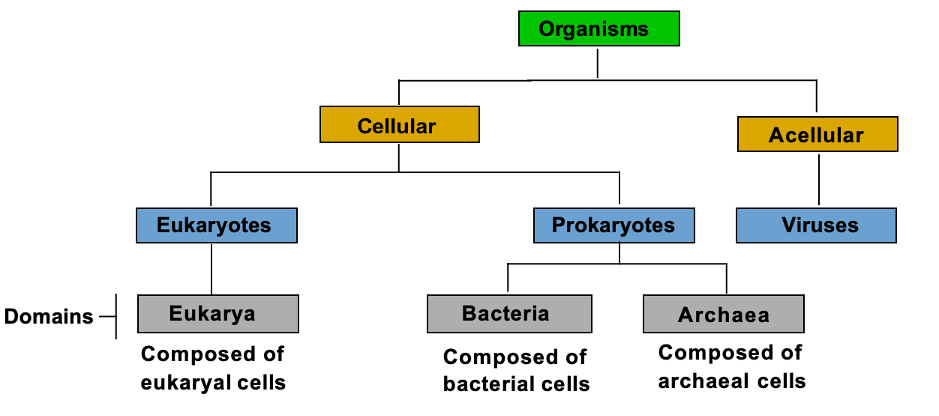 Organisms
Cellular
Acellular
Eukaryotes
Prokaryotes
Viruses
Domains
Eukarya
Bacteria
Archaea
Composed of
eukaryal cells
Composed of
bacterial cells
Composed of
archaeal cells